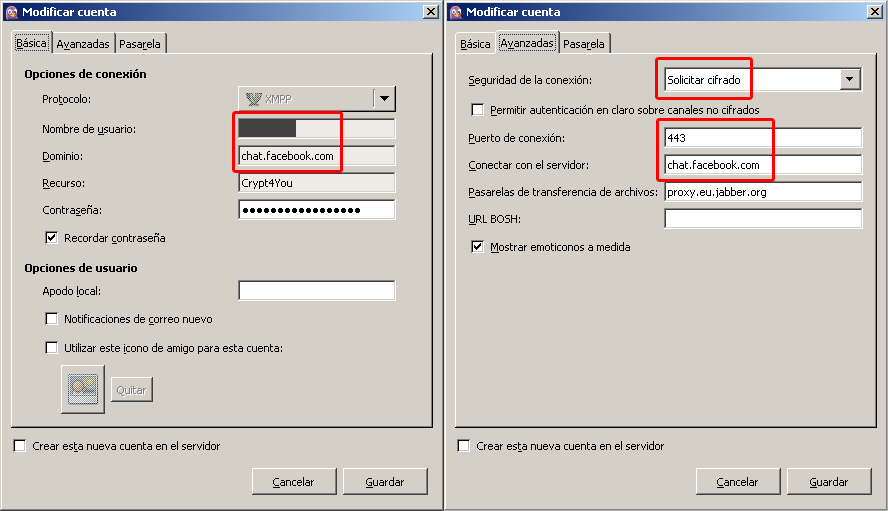 Modificar cuenta
Básica Avanzadas Pasarela
Opciones de conexión
Protocolo: XMPP
Nombre de usuario:
Dominio: chat.facebook.com
Recurso: Crypt4You
Contraseña: ●●●●●●●●●●●●●●●●
Recordar contraseña
Opciones de usuario
Apodo local:
Notificaciones de correo nuevo
Utilizar este icono de amigo para esta cuenta:
Quitar
Crear esta nueva cuenta en el servidor
Cancelar Guardar
Modificar cuenta
Básica Avanzadas Pasarela
Seguridad de la conexión: Solicitar cifrado
Permitir autenticación en claro sobre canales no cifrados
Puerto de conexión: 443
Conectar con el servidor: chat.facebook.com
Pasarelas de transferencia de archivos: proxy.eu.jabber.org
URL BOSH:
Mostrar emoticonos a medida
Crear esta nueva cuenta en el servidor
Cancelar Guardar